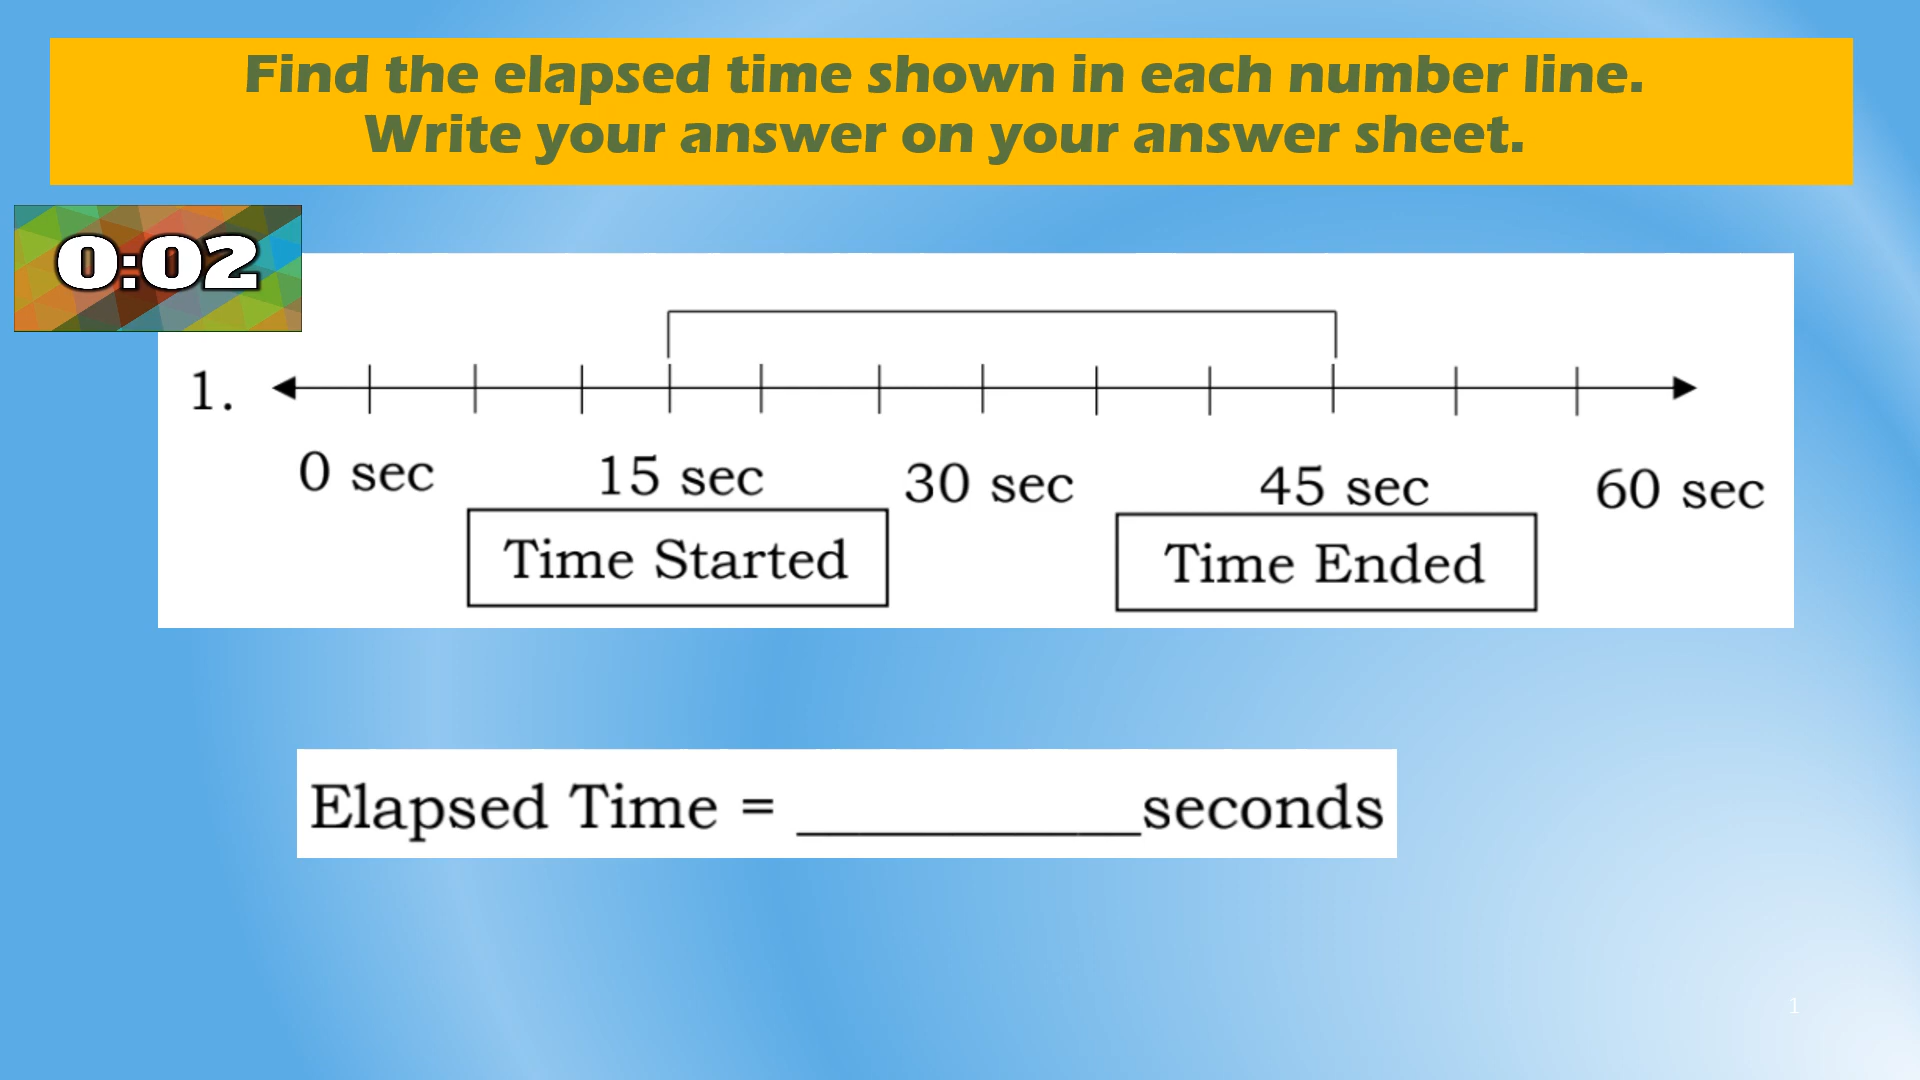 Find the elapsed time shown in each number line.
Write your answer on your answer sheet.
0:02
1.
0 sec 15 sec 30 sec 45 sec 60 sec
Time Started Time Ended
Elapsed Time = __________seconds
1